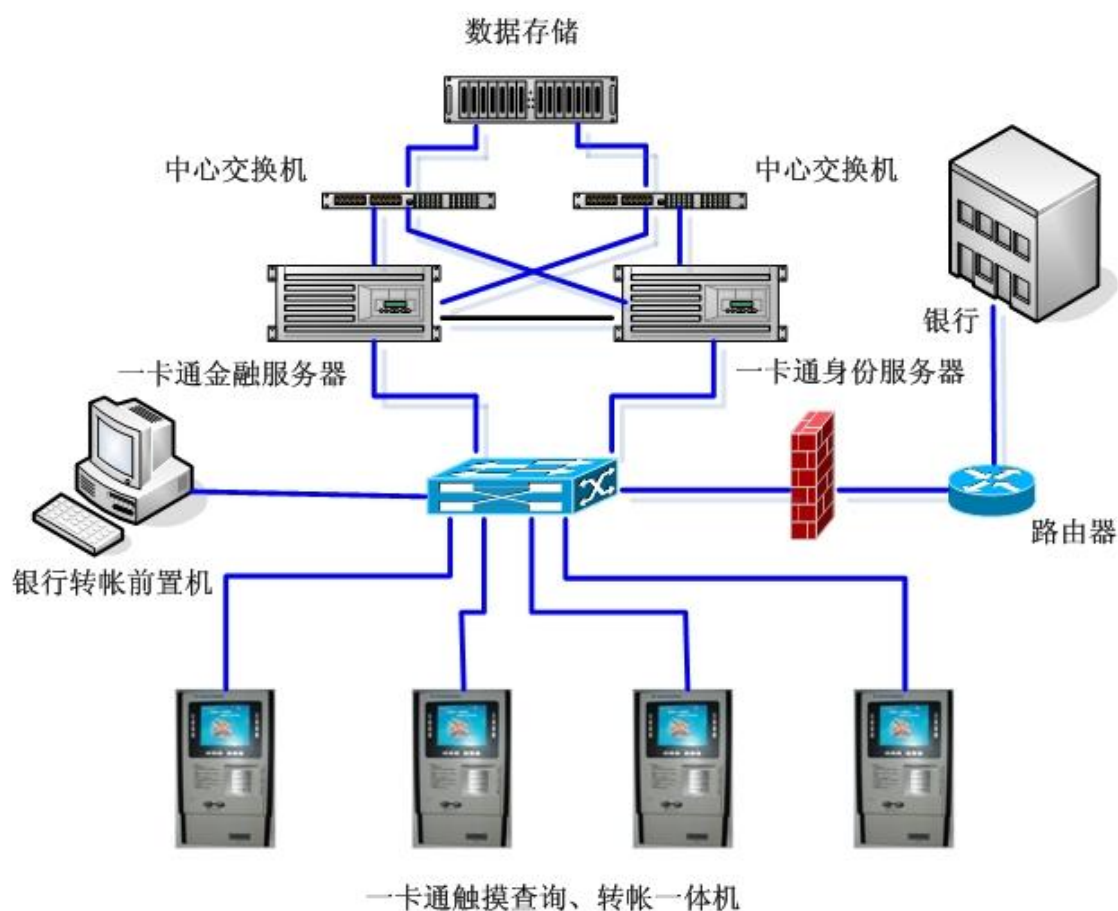 数据存储
中心交换机
中心交换机
银行
一卡通金融服务器
一卡通身份服务器
路由器
银行转帐前置机
一卡通触摸查询、转帐一体机